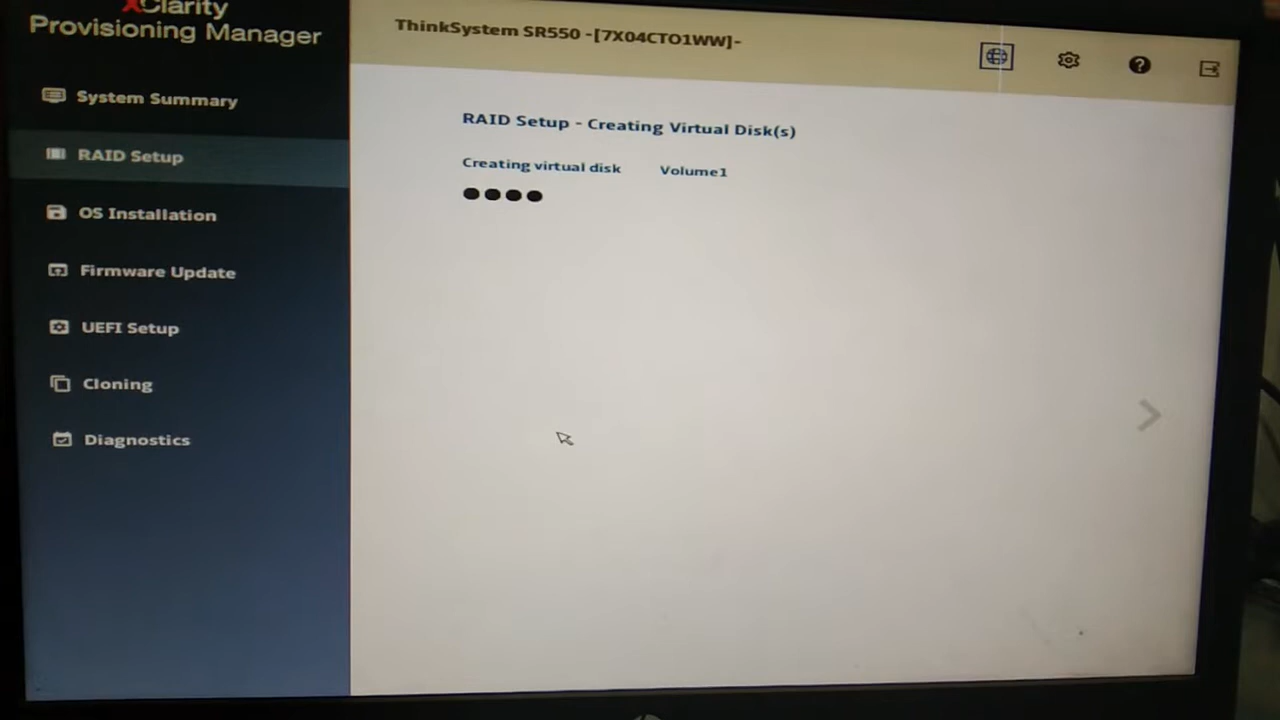 XClarity
Provisioning Manager
System Summary
RAID Setup
OS Installation
Firmware Update
UEFI Setup
Cloning
Diagnostics
ThinkSystem SR550 -[7X04CTO1WW]-
RAID Setup - Creating Virtual Disk(s)
Creating virtual disk Volume1